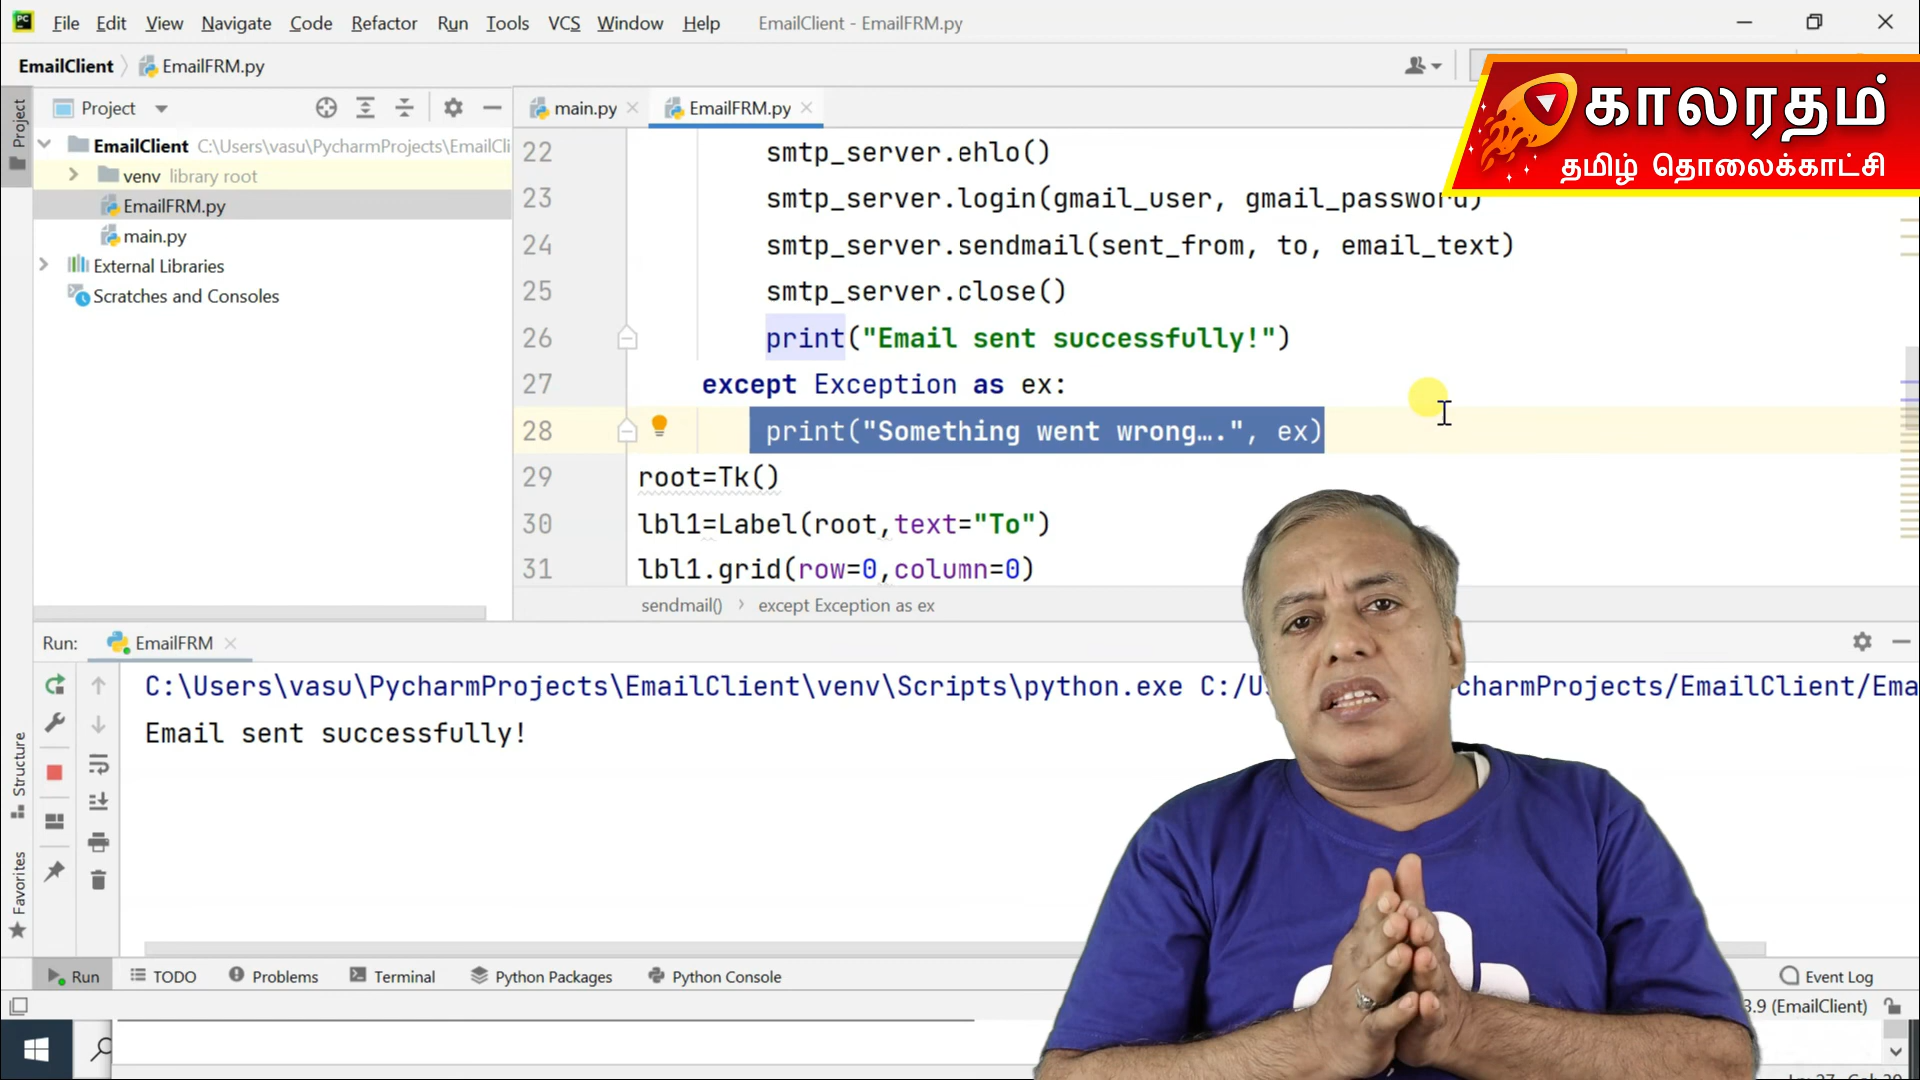 File Edit View Navigate Code Refactor Run Tools VCS Window Help EmailClient - EmailFRM.py
EmailClient EmailFRM.py
காலரதம்
தமிழ் தொலைக்காட்சி
Project
Project
EmailClient C:\Users\vasu\PycharmProjects\EmailCli
venv library root
EmailFRM.py
main.py
External Libraries
Scratches and Consoles
main.py EmailFRM.py
22 smtp_server.ehlo()
23 smtp_server.login(gmail_user, gmail_password)
24 smtp_server.sendmail(sent_from, to, email_text)
25 smtp_server.close()
26 print("Email sent successfully!")
27 except Exception as ex:
28 print("Something went wrong….", ex)
29 root=Tk()
30 lbl1=Label(root,text="To")
31 lbl1.grid(row=0,column=0)
sendmail() except Exception as ex
Run: EmailFRM
C:\Users\vasu\PycharmProjects\EmailClient\venv\Scripts\python.exe C:/U charmProjects/EmailClient/Ema
Email sent successfully!
Structure
Favorites
Run TODO Problems Terminal Python Packages Python Console Event Log
3.9 (EmailClient)